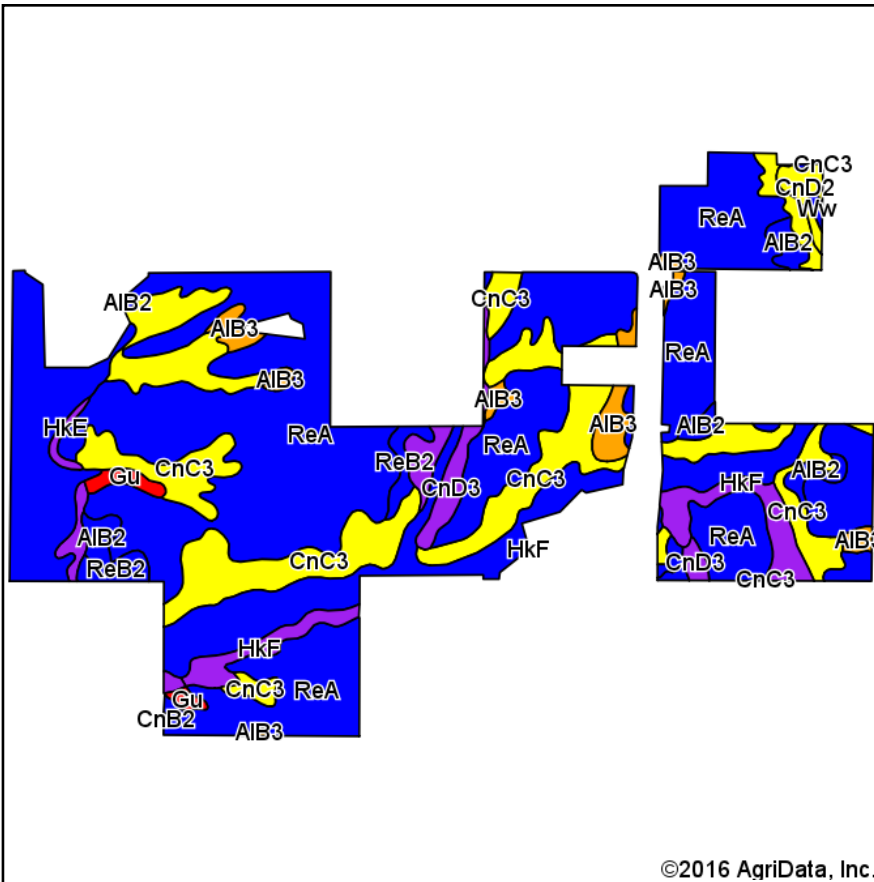 CnC3
CnD2
Ww
ReA
AlB2
AlB3
AlB3
CnC3
AlB2
AlB3
ReA
AlB3
AlB3
AlB3
AlB2
HkE
ReA
ReA
ReB2
CnC3
Gu
CnD3
CnC3
AlB2
HkF
CnC3
AlB2
ReA
AlB3
HkF
ReB2
CnC3
CnD3
CnC3
HkF
CnC3
ReA
Gu
CnB2
AlB3
©2016 AgriData, Inc.